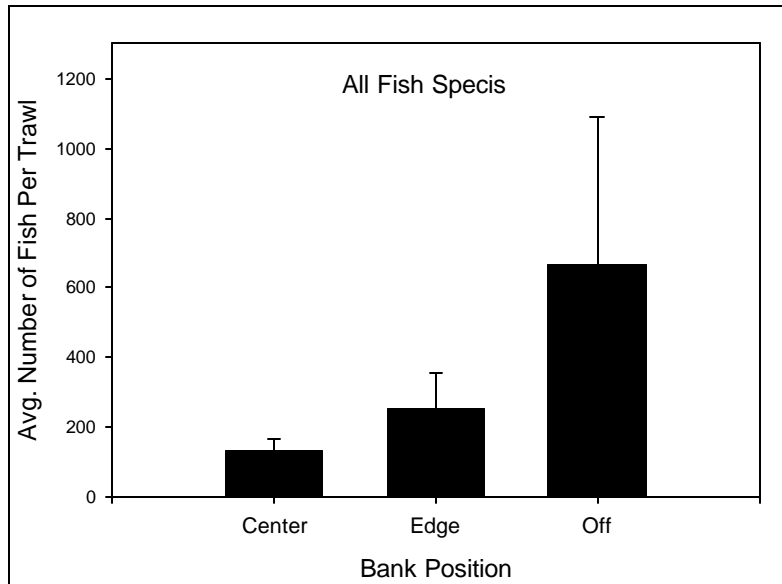 All Fish Specis
Avg. Number of Fish Per Trawl
1200
1000
800
600
400
200
0
Center Edge Off
Bank Position